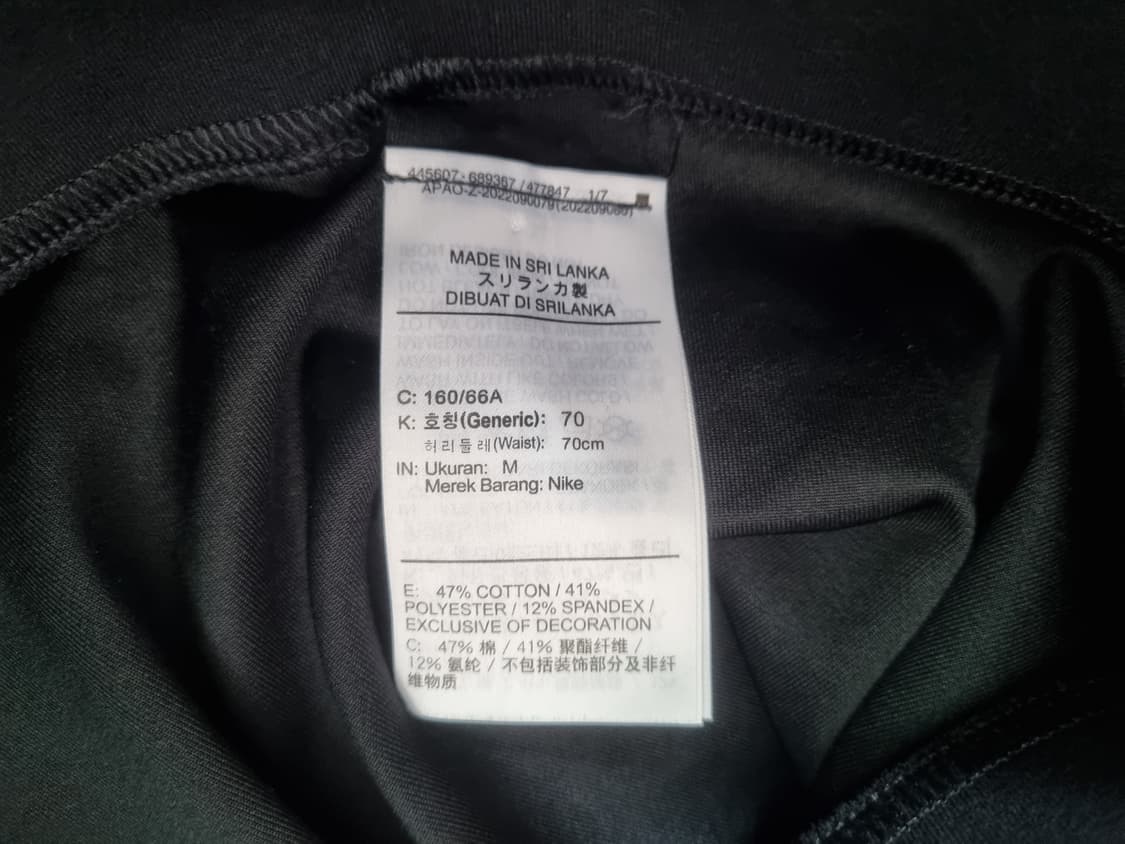 445607-689367/477847 1/7
APAO-Z-2022090079(202209080)
MADE IN SRI LANKA
スリランカ製
DIBUAT DI SRILANKA
C: 160/66A
K: 호칭(Generic): 70
허리둘레(Waist): 70cm
IN: Ukuran: M
Merek Barang: Nike
E: 47% COTTON / 41%
POLYESTER / 12% SPANDEX /
EXCLUSIVE OF DECORATION
C: 47% 棉 / 41% 聚酯纤维 /
12% 氨纶 / 不包括装饰部分及非纤
维物质